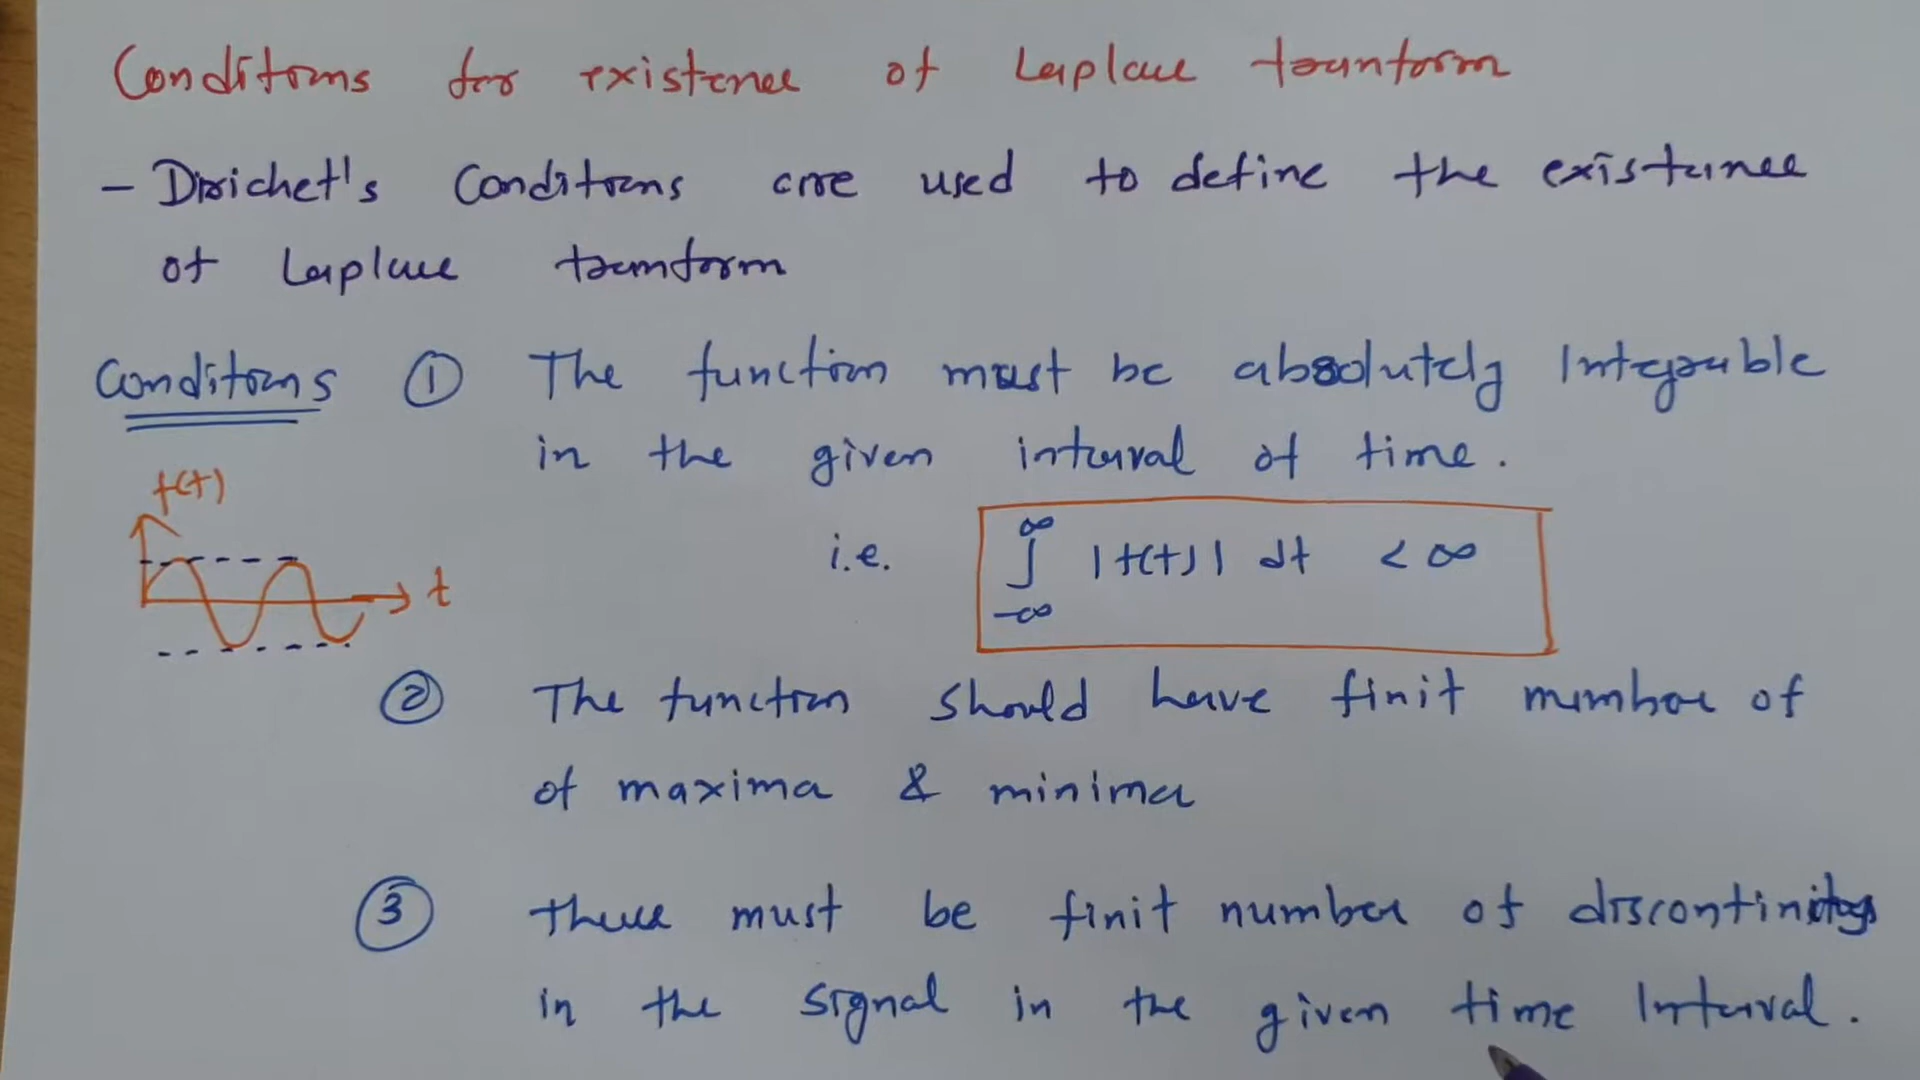 Conditions for existence of Laplace transform
- Dirichet's Conditions are used to define the existance
of Laplace transform
Conditions ① The function must be absolutely Integrable
in the given interval of time.
f(t)
t
i.e. ∫_{-∞}^{∞} |f(t)| dt < ∞
② The function should have finit number of
of maxima & minima
③ There must be finit number of discontinitys
in the signal in the given time Interval.